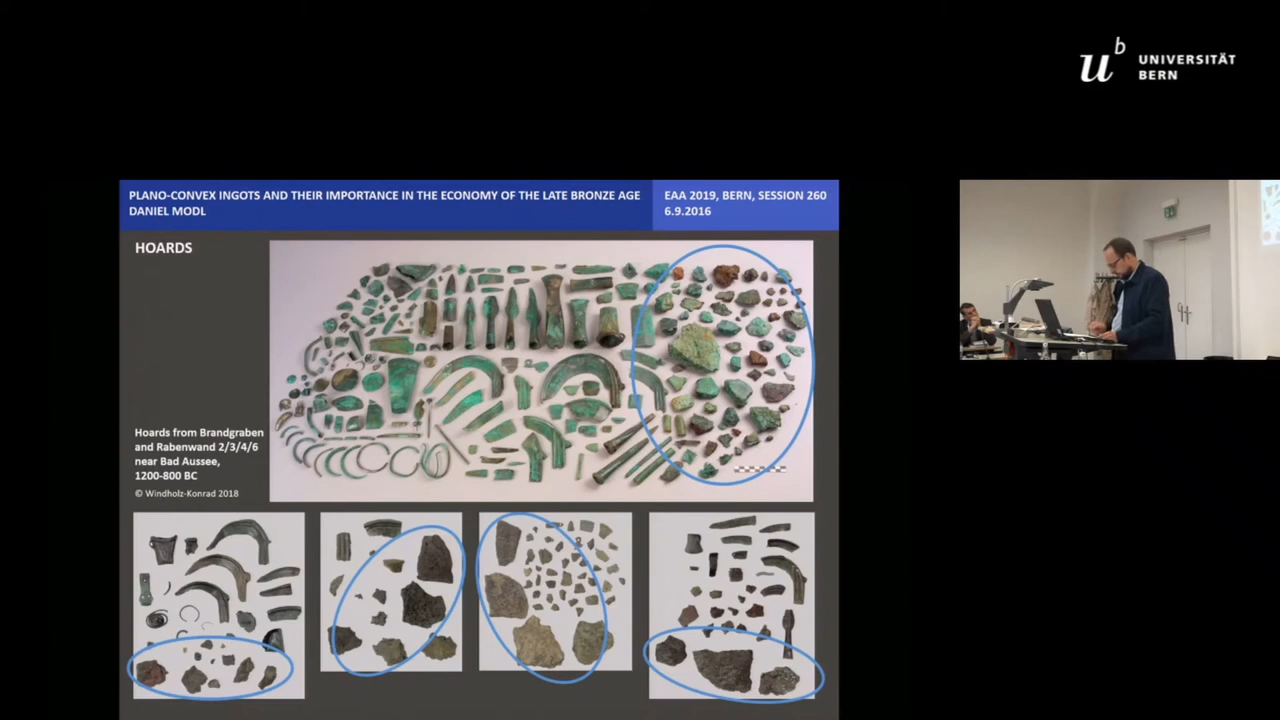 u^b
UNIVERSITÄT
BERN
PLANO-CONVEX INGOTS AND THEIR IMPORTANCE IN THE ECONOMY OF THE LATE BRONZE AGE
DANIEL MODL
EAA 2019, BERN, SESSION 260
6.9.2016
HOARDS
Hoards from Brandgraben
and Rabenwand 2/3/4/6
near Bad Aussee,
1200-800 BC
© Windholz-Konrad 2018